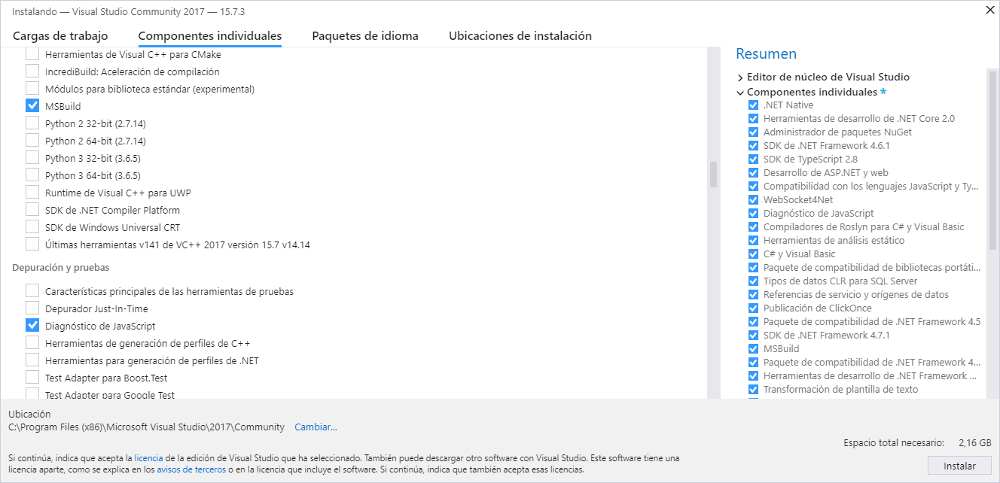 Instalando — Visual Studio Community 2017 — 15.7.3
Cargas de trabajo
Componentes individuales
Paquetes de idioma
Ubicaciones de instalación
Herramientas de Visual C++ para CMake
IncrediBuild: Aceleración de compilación
Módulos para biblioteca estándar (experimental)
MSBuild
Python 2 32-bit (2.7.14)
Python 2 64-bit (2.7.14)
Python 3 32-bit (3.6.5)
Python 3 64-bit (3.6.5)
Runtime de Visual C++ para UWP
SDK de .NET Compiler Platform
SDK de Windows Universal CRT
Últimas herramientas v141 de VC++ 2017 versión 15.7 v14.14
Depuración y pruebas
Características principales de las herramientas de pruebas
Depurador Just-In-Time
Diagnóstico de JavaScript
Herramientas de generación de perfiles de C++
Herramientas para generación de perfiles de .NET
Test Adapter para Boost.Test
Test Adapter para Google Test
Resumen
Editor de núcleo de Visual Studio
Componentes individuales *
.NET Native
Herramientas de desarrollo de .NET Core 2.0
Administrador de paquetes NuGet
SDK de .NET Framework 4.6.1
SDK de TypeScript 2.8
Desarrollo de ASP.NET y web
Compatibilidad con los lenguajes JavaScript y Ty...
WebSocket4Net
Diagnóstico de JavaScript
Compiladores de Roslyn para C# y Visual Basic
Herramientas de análisis estático
C# y Visual Basic
Paquete de compatibilidad de bibliotecas portáti...
Tipos de datos CLR para SQL Server
Referencias de servicio y orígenes de datos
Publicación de ClickOnce
Paquete de compatibilidad de .NET Framework 4.5
SDK de .NET Framework 4.7.1
MSBuild
Paquete de compatibilidad de .NET Framework 4...
Herramientas de desarrollo de .NET Framework ...
Transformación de plantilla de texto
Ubicación
C:\Program Files (x86)\Microsoft Visual Studio\2017\Community Cambiar...
Espacio total necesario: 2,16 GB
Si continúa, indica que acepta la licencia de la edición de Visual Studio que ha seleccionado. También puede descargar otro software con Visual Studio. Este software tiene una
licencia aparte, como se explica en los avisos de terceros o en la licencia que incluye el software. Si continúa, indica que también acepta esas licencias.
Instalar